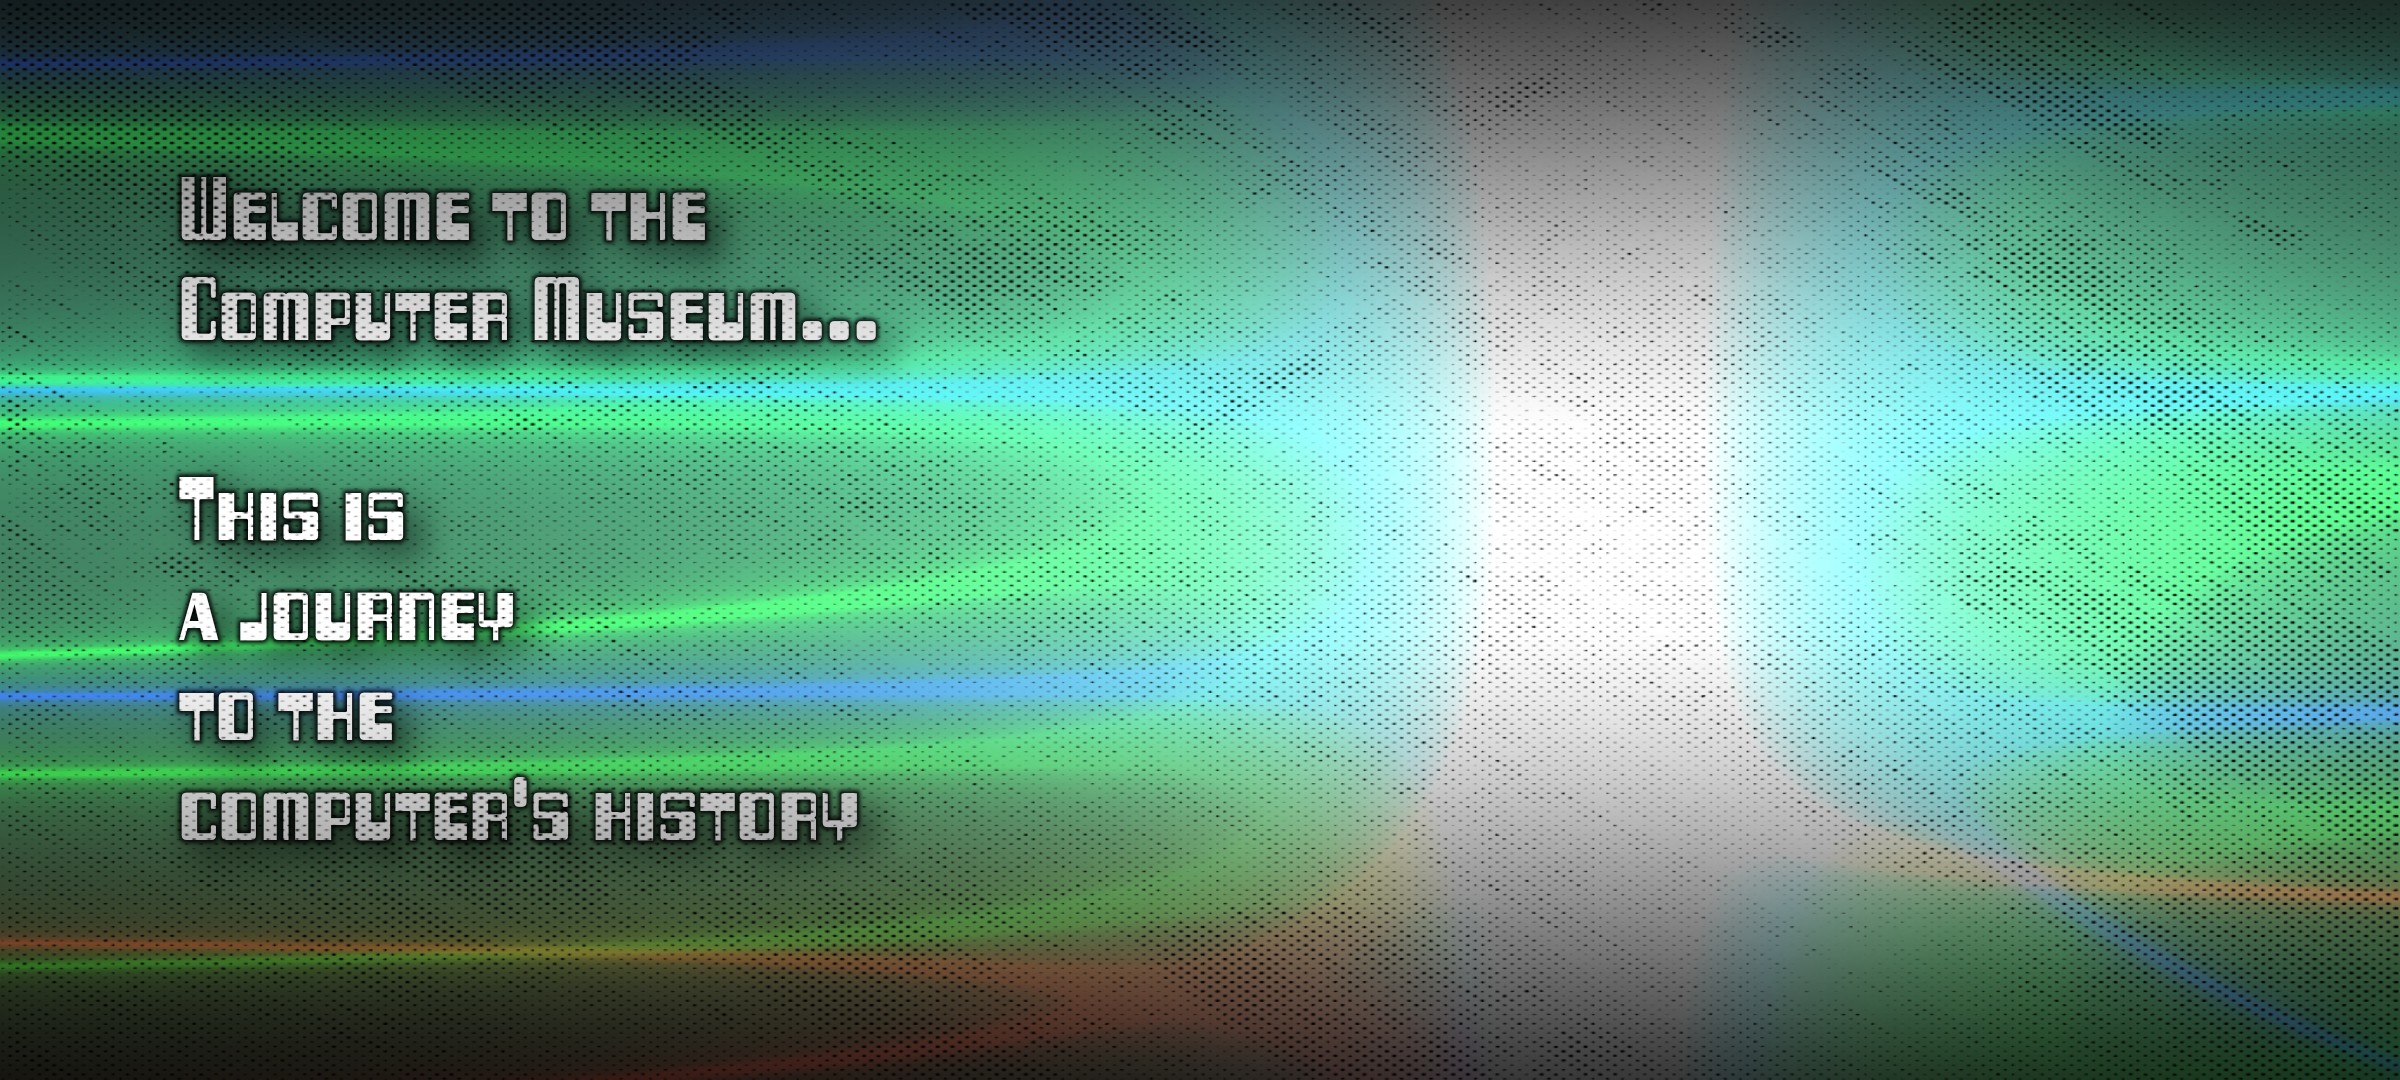 Welcome to the
Computer Museum...
This is
a journey
to the
computer's history